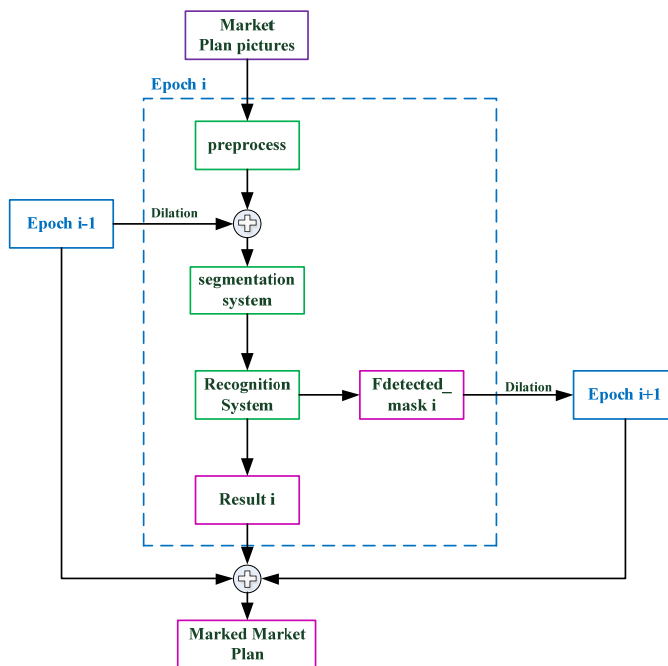 Market
Plan pictures
Epoch i
preprocess
Epoch i-1
Dilation
segmentation
system
Recognition
System
Fdetected_
mask i
Dilation
Epoch i+1
Result i
Marked Market
Plan